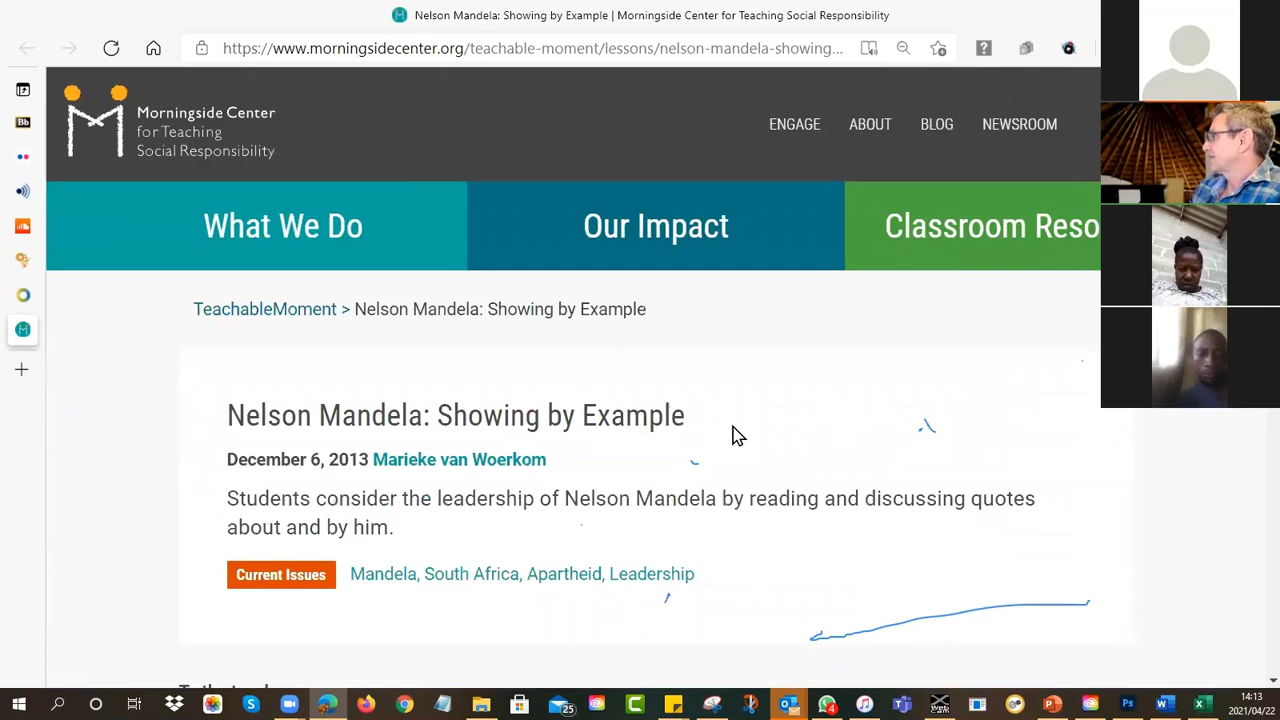 Nelson Mandela: Showing by Example | Morningside Center for Teaching Social Responsibility
https://www.morningsidecenter.org/teachable-moment/lessons/nelson-mandela-showing...
Morningside Center
for Teaching
Social Responsibility
ENGAGE ABOUT BLOG NEWSROOM
Bb
What We Do Our Impact Classroom Reso
TeachableMoment > Nelson Mandela: Showing by Example
Nelson Mandela: Showing by Example
December 6, 2013 Marieke van Woerkom
Students consider the leadership of Nelson Mandela by reading and discussing quotes
about and by him.
Current Issues Mandela, South Africa, Apartheid, Leadership
25
4
14:13
2021/04/22